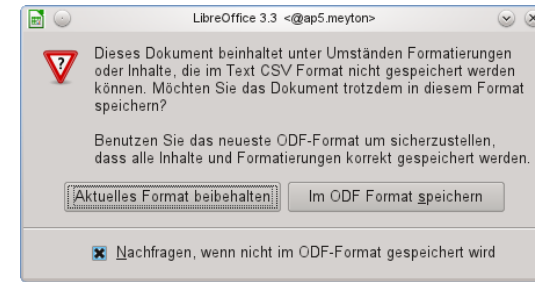 LibreOffice 3.3 <@ap5.meyton>
Dieses Dokument beinhaltet unter Umständen Formatierungen
oder Inhalte, die im Text CSV Format nicht gespeichert werden
können. Möchten Sie das Dokument trotzdem in diesem Format
speichern?
Benutzen Sie das neueste ODF-Format um sicherzustellen,
dass alle Inhalte und Formatierungen korrekt gespeichert werden.
Aktuelles Format beibehalten
Im ODF Format speichern
Nachfragen, wenn nicht im ODF-Format gespeichert wird